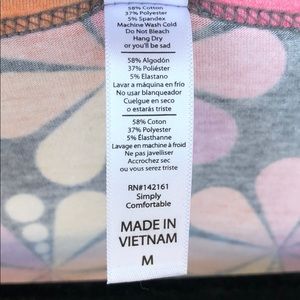 58% Cotton
37% Polyester
5% Spandex
Machine Wash Cold
Do Not Bleach
Hang Dry
or you'll be sad
58% Algodón
37% Poliéster
5% Elastano
Lavar a máquina en frío
No usar blanqueador
Cuelgue en seco
o estarás triste
58% Coton
37% Polyester
5% Élasthanne
Lavage en machine à froid
Ne pas javelliser
Accrochez sec
ou vous serez triste
RN#142161
Simply
Comfortable
MADE IN
VIETNAM
M